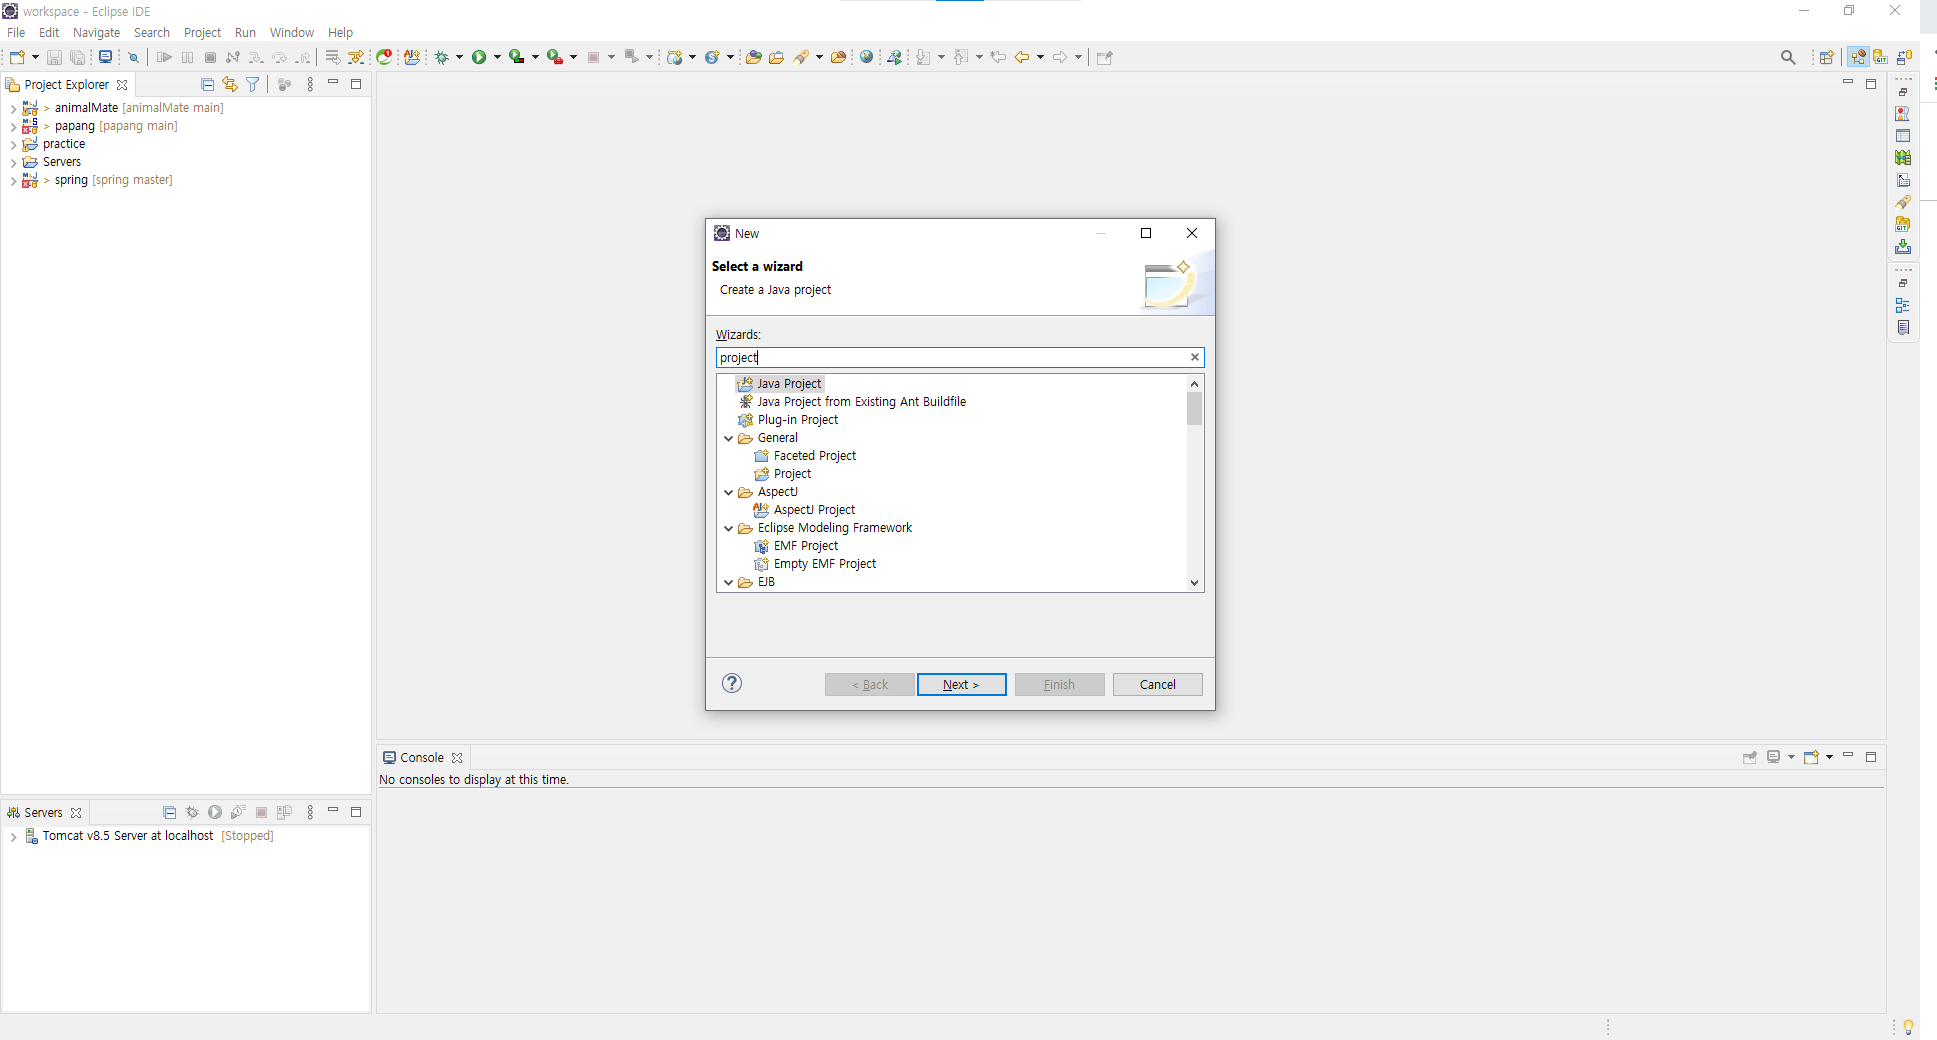 workspace - Eclipse IDE
File Edit Navigate Search Project Run Window Help
Project Explorer
> animalMate [animalMate main]
> papang [papang main]
practice
Servers
> spring [spring master]
New
Select a wizard
Create a Java project
Wizards:
project
Java Project
Java Project from Existing Ant Buildfile
Plug-in Project
General
Faceted Project
Project
AspectJ
AspectJ Project
Eclipse Modeling Framework
EMF Project
Empty EMF Project
EJB
< Back Next > Finish Cancel
Console
No consoles to display at this time.
Servers
Tomcat v8.5 Server at localhost [Stopped]